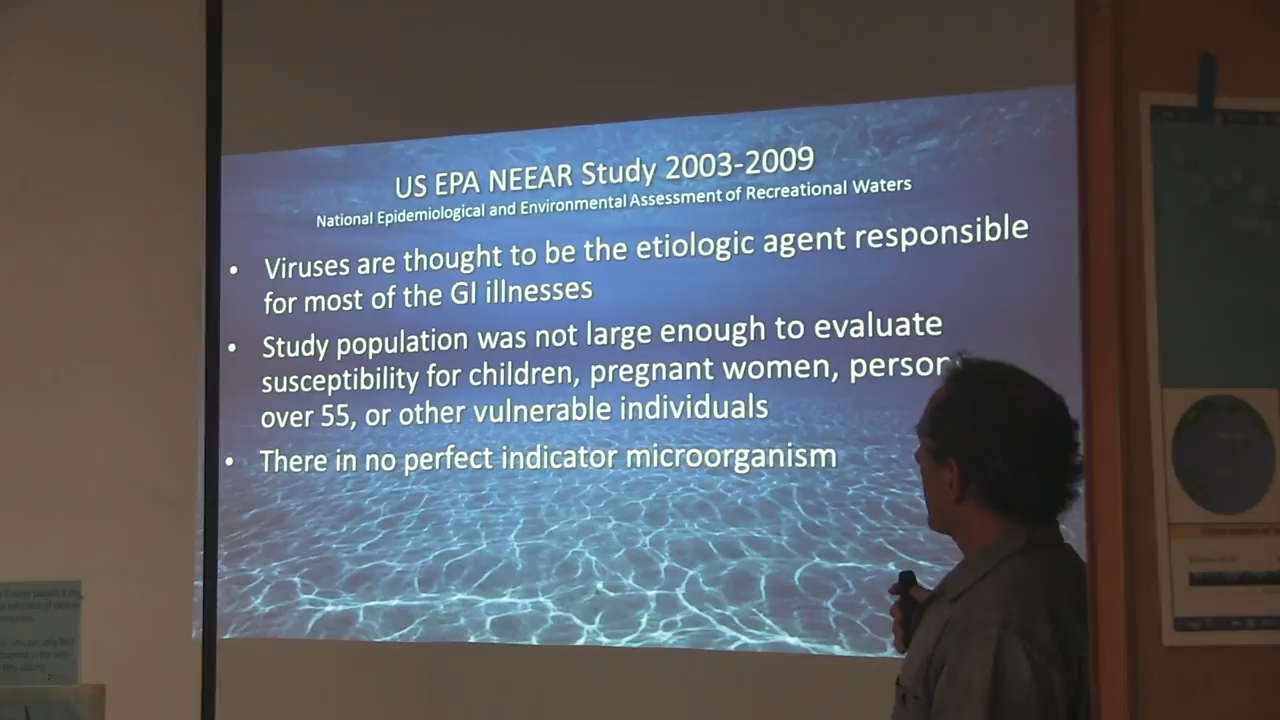 US EPA NEEAR Study 2003-2009
National Epidemiological and Environmental Assessment of Recreational Waters
• Viruses are thought to be the etiologic agent responsible
for most of the GI illnesses
• Study population was not large enough to evaluate
susceptibility for children, pregnant women, person
over 55, or other vulnerable individuals
• There in no perfect indicator microorganism